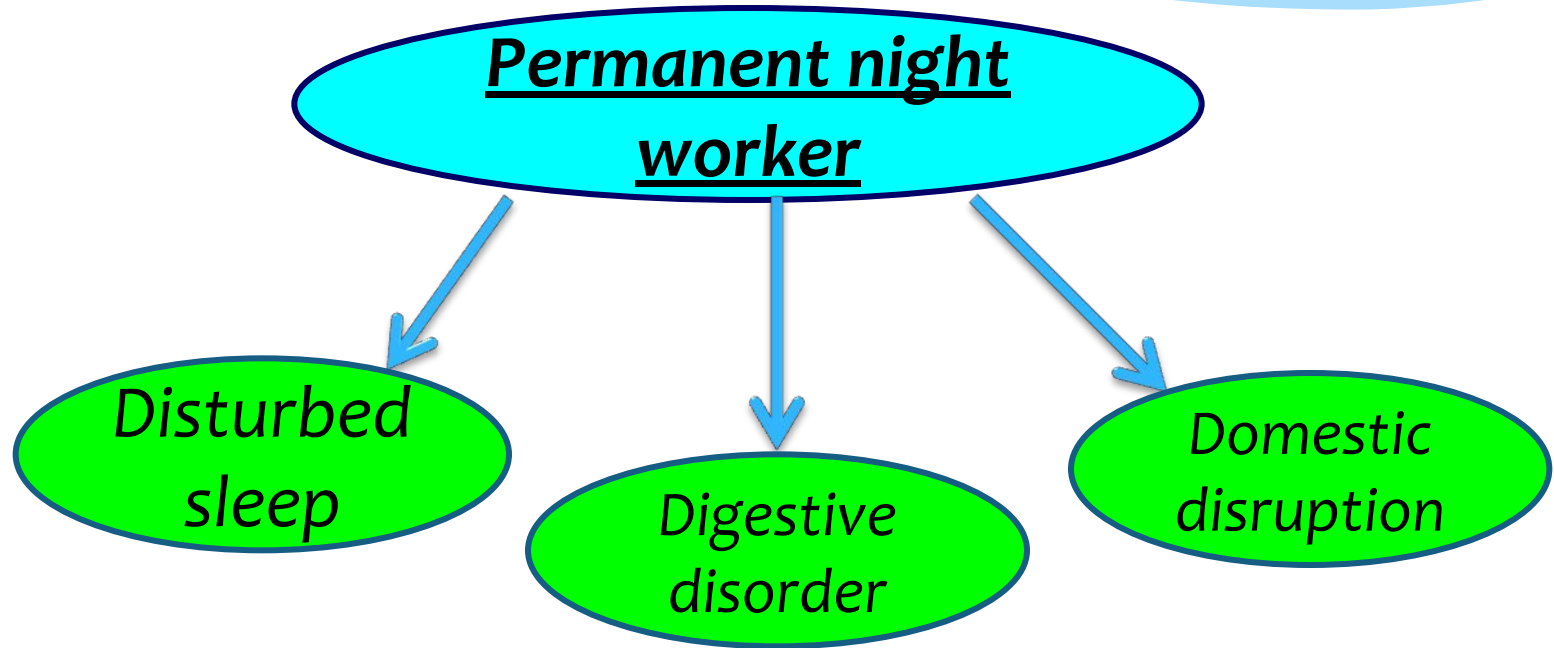 Permanent night
worker
Disturbed
sleep
Digestive
disorder
Domestic
disruption